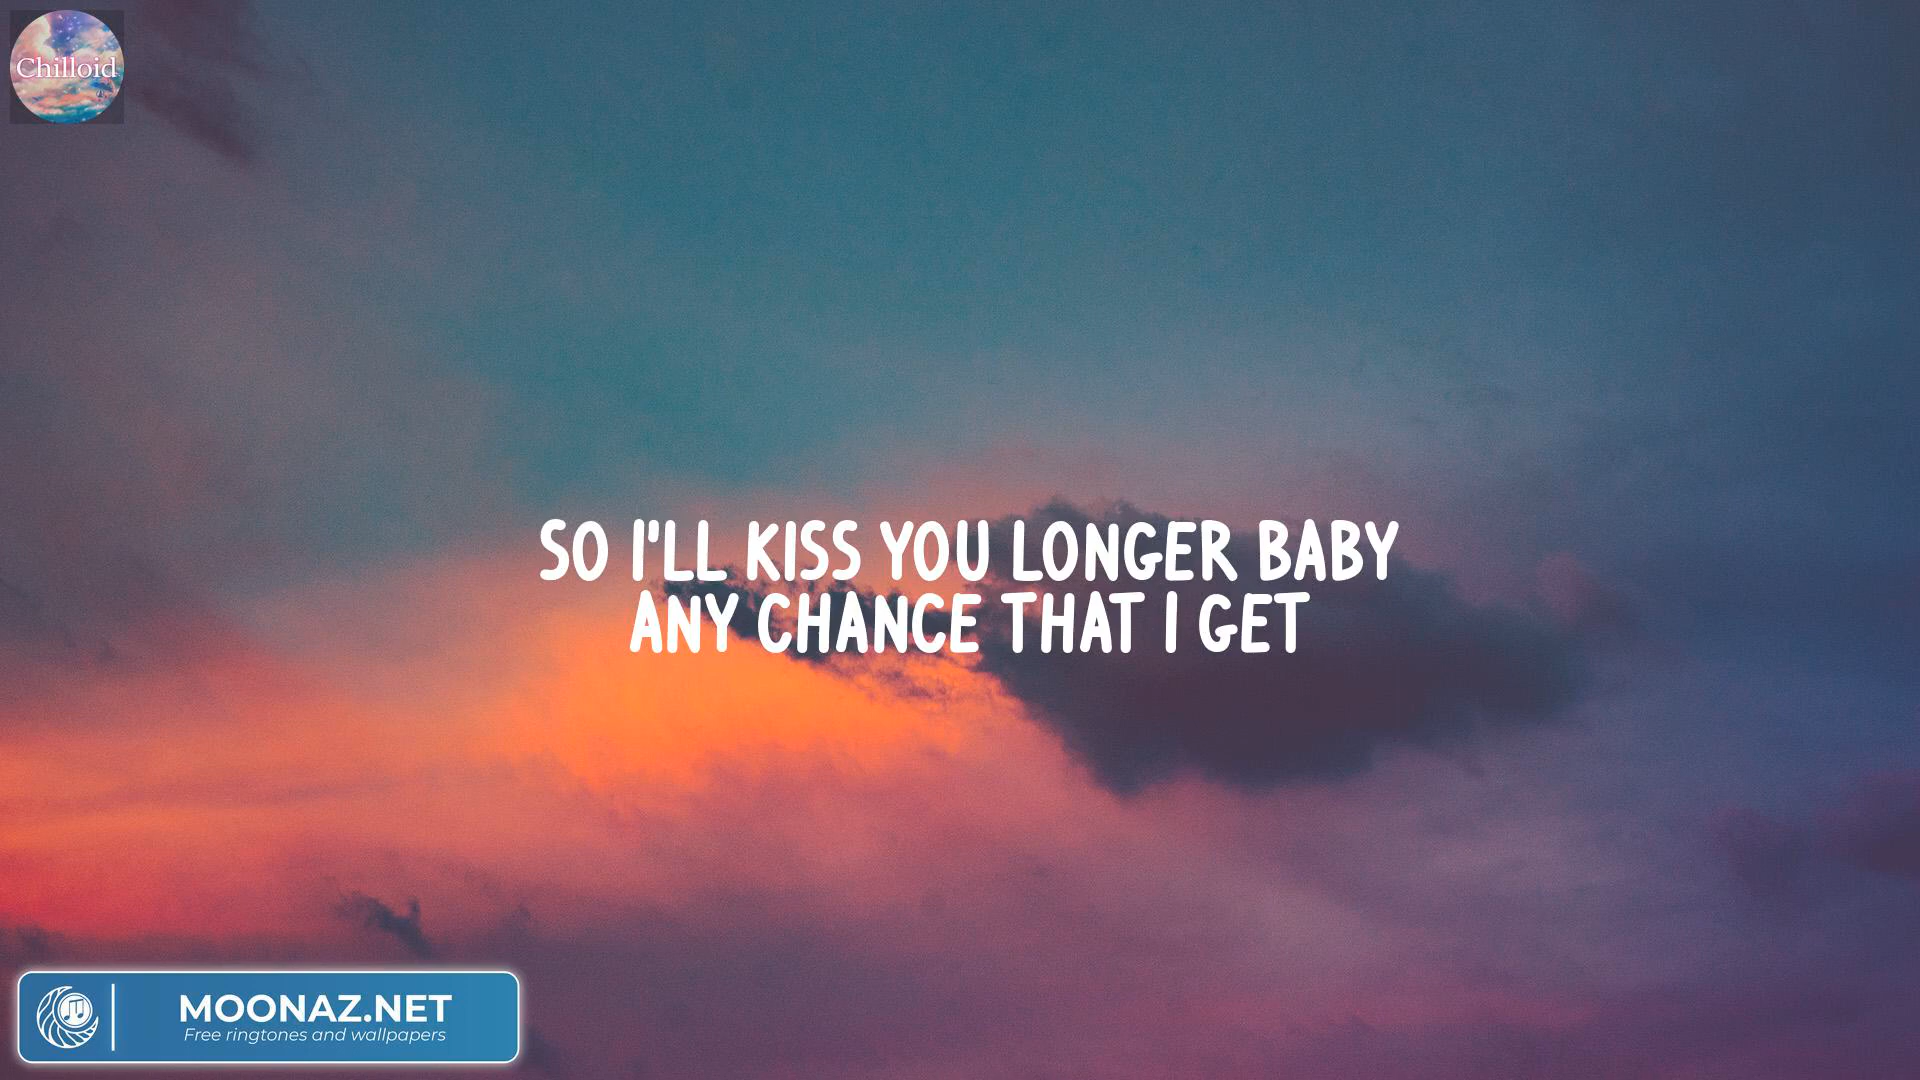 Chilloid
SO I"LL KISS YOU LONGER BABY
ANY CHANCE THAT I GET
MOONAZ.NET
Free ringtones and wallpapers